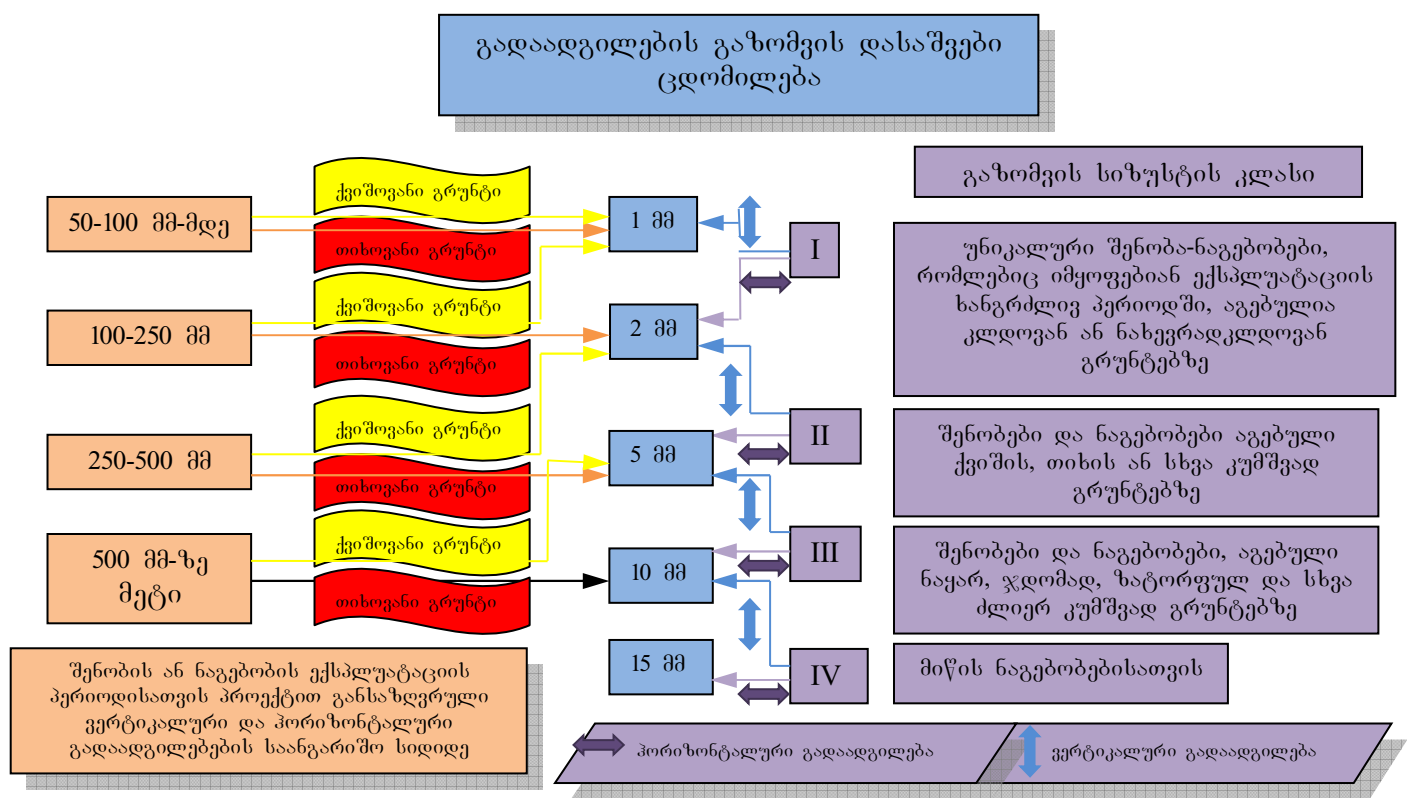 გადაადგილების გაზომვის დასაშვები
ცდომილება
გაზომვის სიზუსტის კლასი
50-100 მმ-მდე
100-250 მმ
250-500 მმ
500 მმ-ზე
მეტი
ქვიშოვანი გრუნტი
თიხოვანი გრუნტი
ქვიშოვანი გრუნტი
თიხოვანი გრუნტი
ქვიშოვანი გრუნტი
თიხოვანი გრუნტი
ქვიშოვანი გრუნტი
თიხოვანი გრუნტი
1 მმ
2 მმ
5 მმ
10 მმ
15 მმ
I
II
III
IV
უნიკალური შენობა-ნაგებობები,
რომლებიც იმყოფებიან ექსპლუატაციის
ხანგრძლივ პერიოდში, აგებულია
კლდოვან ან ნახევრადკლდოვან
გრუნტებზე
შენობები და ნაგებობები აგებული
ქვიშის, თიხის ან სხვა კუმშვად
გრუნტებზე
შენობები და ნაგებობები, აგებული
ნაყარ, ჯდომად, ზატორფულ და სხვა
ძლიერ კუმშვად გრუნტებზე
მიწის ნაგებობებისათვის
შენობის ან ნაგებობის ექსპლუატაციის
პერიოდისათვის პროექტით განსაზღვრული
ვერტიკალური და ჰორიზონტალური
გადაადგილებების საანგარიშო სიდიდე
ჰორიზონტალური გადაადგილება
ვერტიკალური გადაადგილება